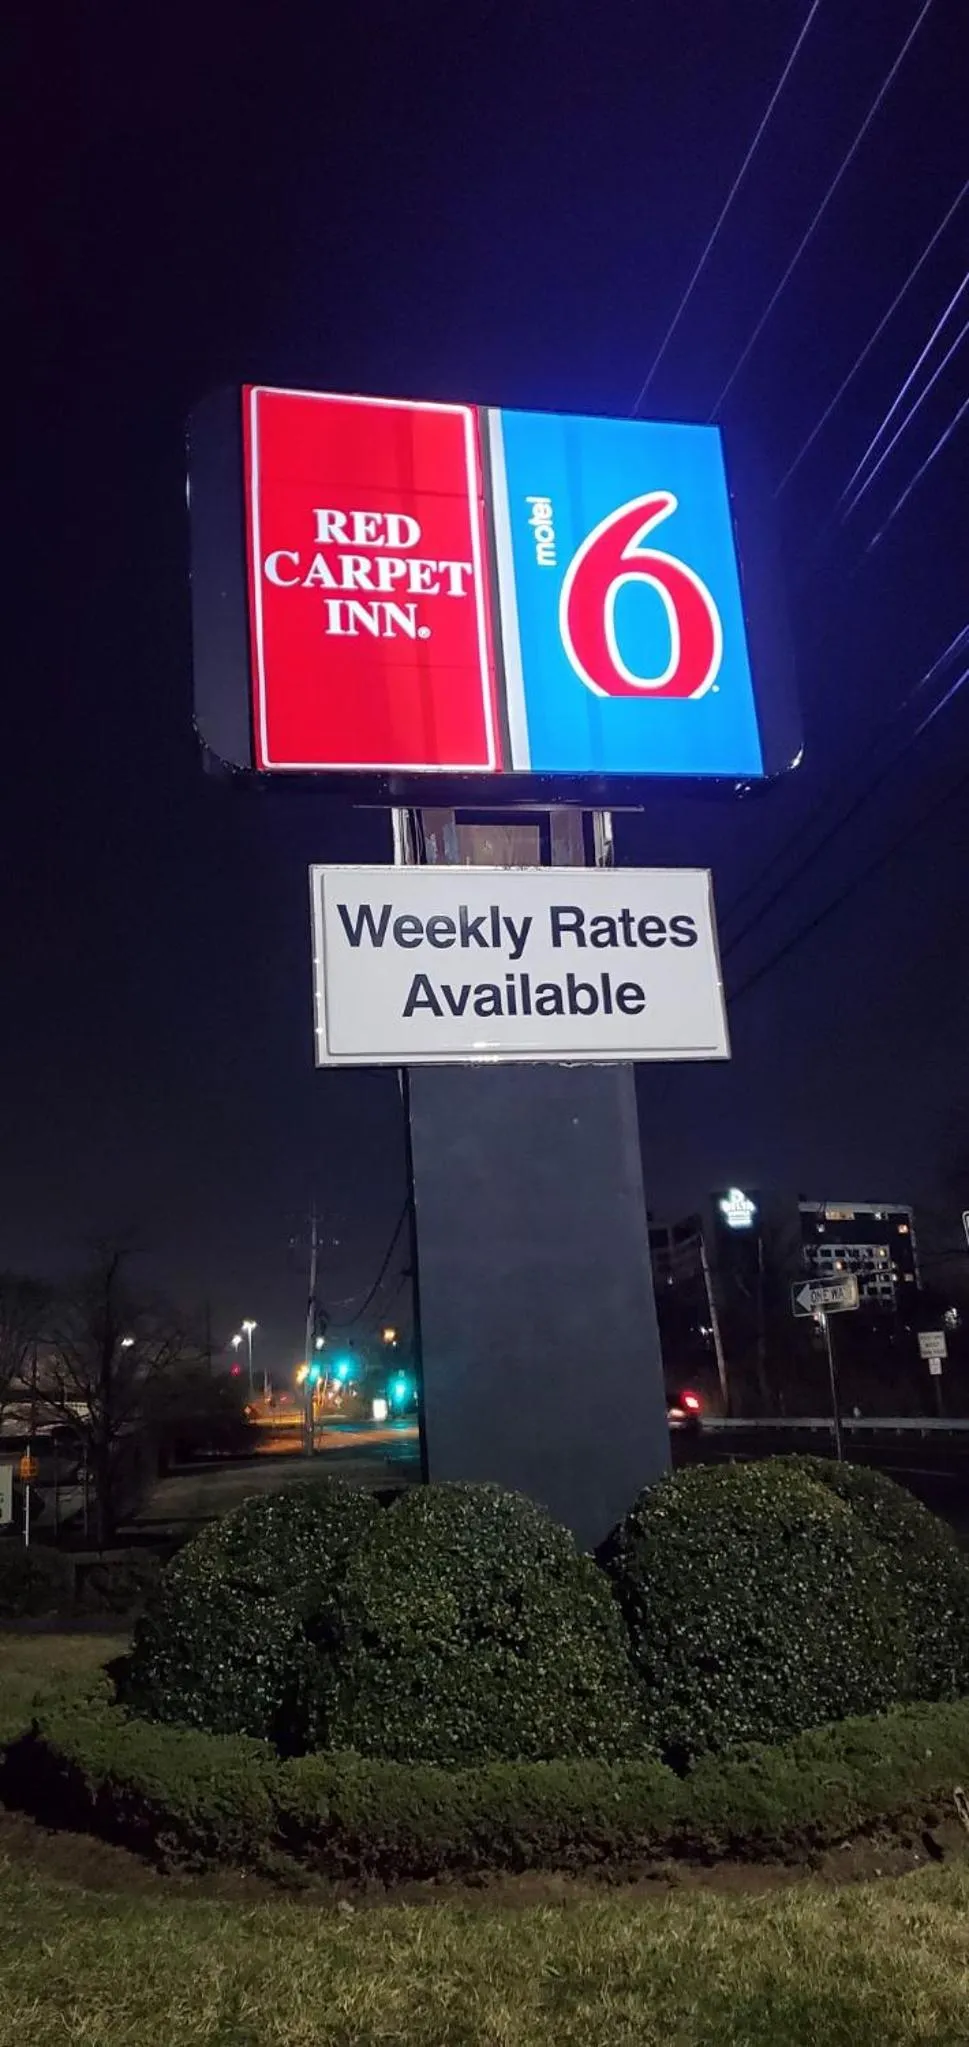 RED
CARPET
INN®
motel
6
Weekly Rates
Available
ONE WAY